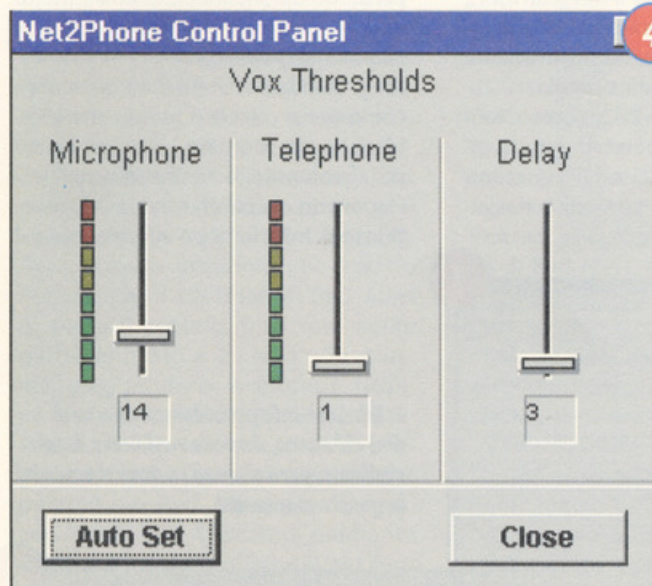 Net2Phone Control Panel
4
Vox Thresholds
Microphone
Telephone
Delay
14
1
3
Auto Set
Close